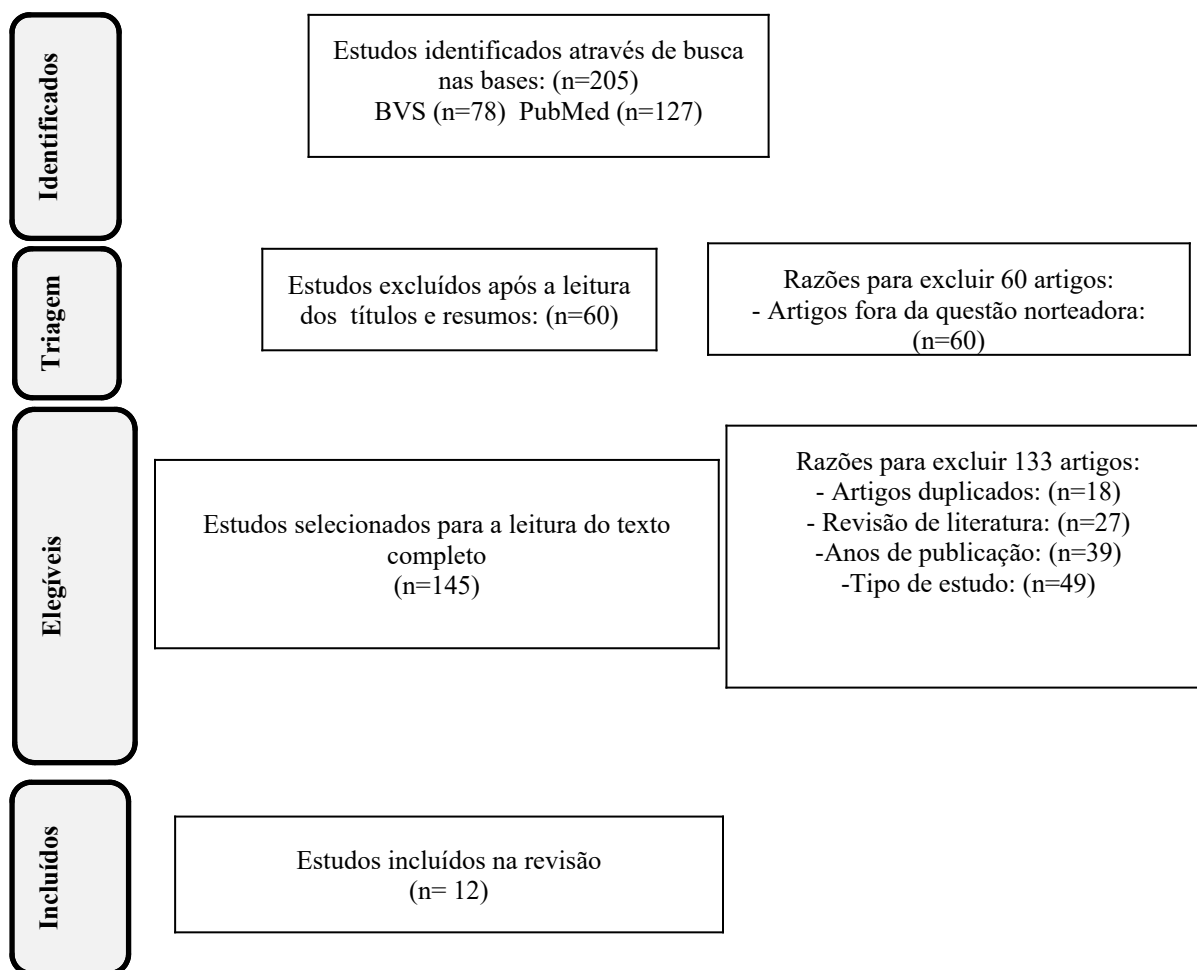 Identificados
Estudos identificados através de busca
nas bases: (n=205)
BVS (n=78) PubMed (n=127)
Triagem
Estudos excluídos após a leitura
dos títulos e resumos: (n=60)
Razões para excluir 60 artigos:
- Artigos fora da questão norteadora:
(n=60)
Elegíveis
Estudos selecionados para a leitura do texto
completo
(n=145)
Razões para excluir 133 artigos:
- Artigos duplicados: (n=18)
- Revisão de literatura: (n=27)
-Anos de publicação: (n=39)
-Tipo de estudo: (n=49)
Incluídos
Estudos incluídos na revisão
(n= 12)